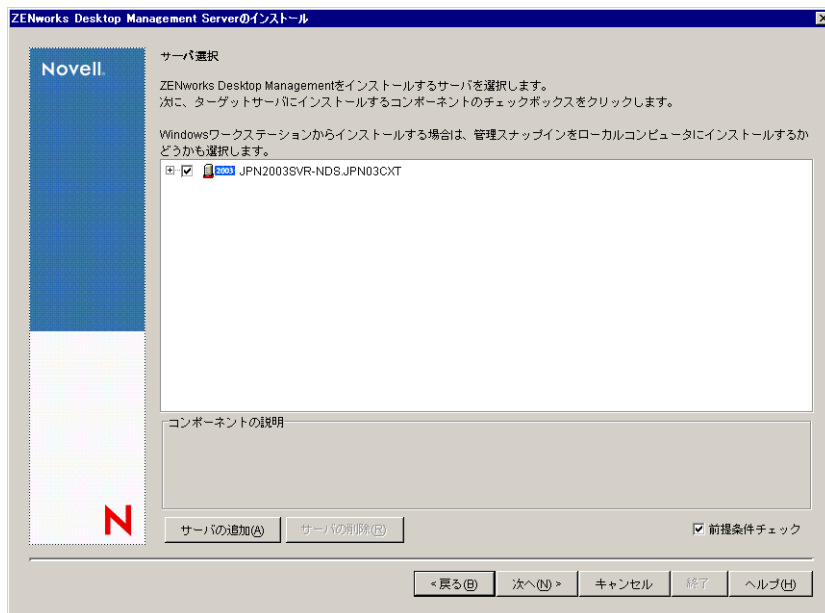 ZENworks Desktop Management Serverのインストール
Novell.
サーバ選択
ZENworks Desktop Managementをインストールするサーバを選択します。
次に、ターゲットサーバにインストールするコンポーネントのチェックボックスをクリックします。
Windowsワークステーションからインストールする場合は、管理スナップインをローカルコンピュータにインストールするか
どうかも選択します。
2003 JPN2003SVR-NDS.JPN03CXT
コンポーネントの説明
N
サーバの追加(A) サーバの削除(R) 前提条件チェック
«戻る(B) 次へ(N) » キャンセル 終了 ヘルプ(H)